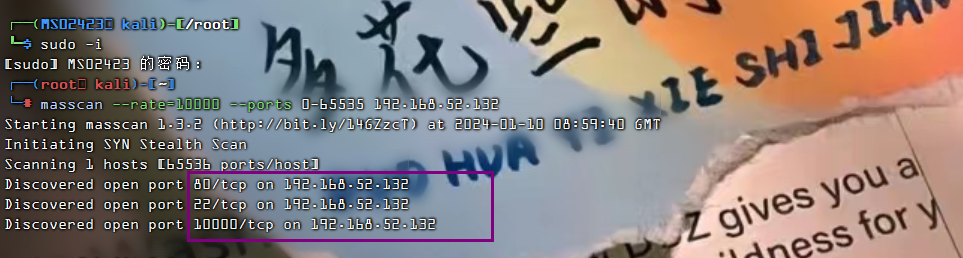 ┌──(MS02423㉿ kali)-[/root]
└─$ sudo -i
[sudo] MS02423 的密码：
┌──(root㉿ kali)-[~]
└─# masscan --rate=10000 --ports 0-65535 192.168.52.132
Starting masscan 1.3.2 (http://bit.ly/14GZzcT) at 2024-01-10 08:59:40 GMT
Initiating SYN Stealth Scan
Scanning 1 hosts [65536 ports/host]
Discovered open port 80/tcp on 192.168.52.132
Discovered open port 22/tcp on 192.168.52.132
Discovered open port 10000/tcp on 192.168.52.132
花
HUA YI XIE SHI JIAN
gives you a
ildness for y